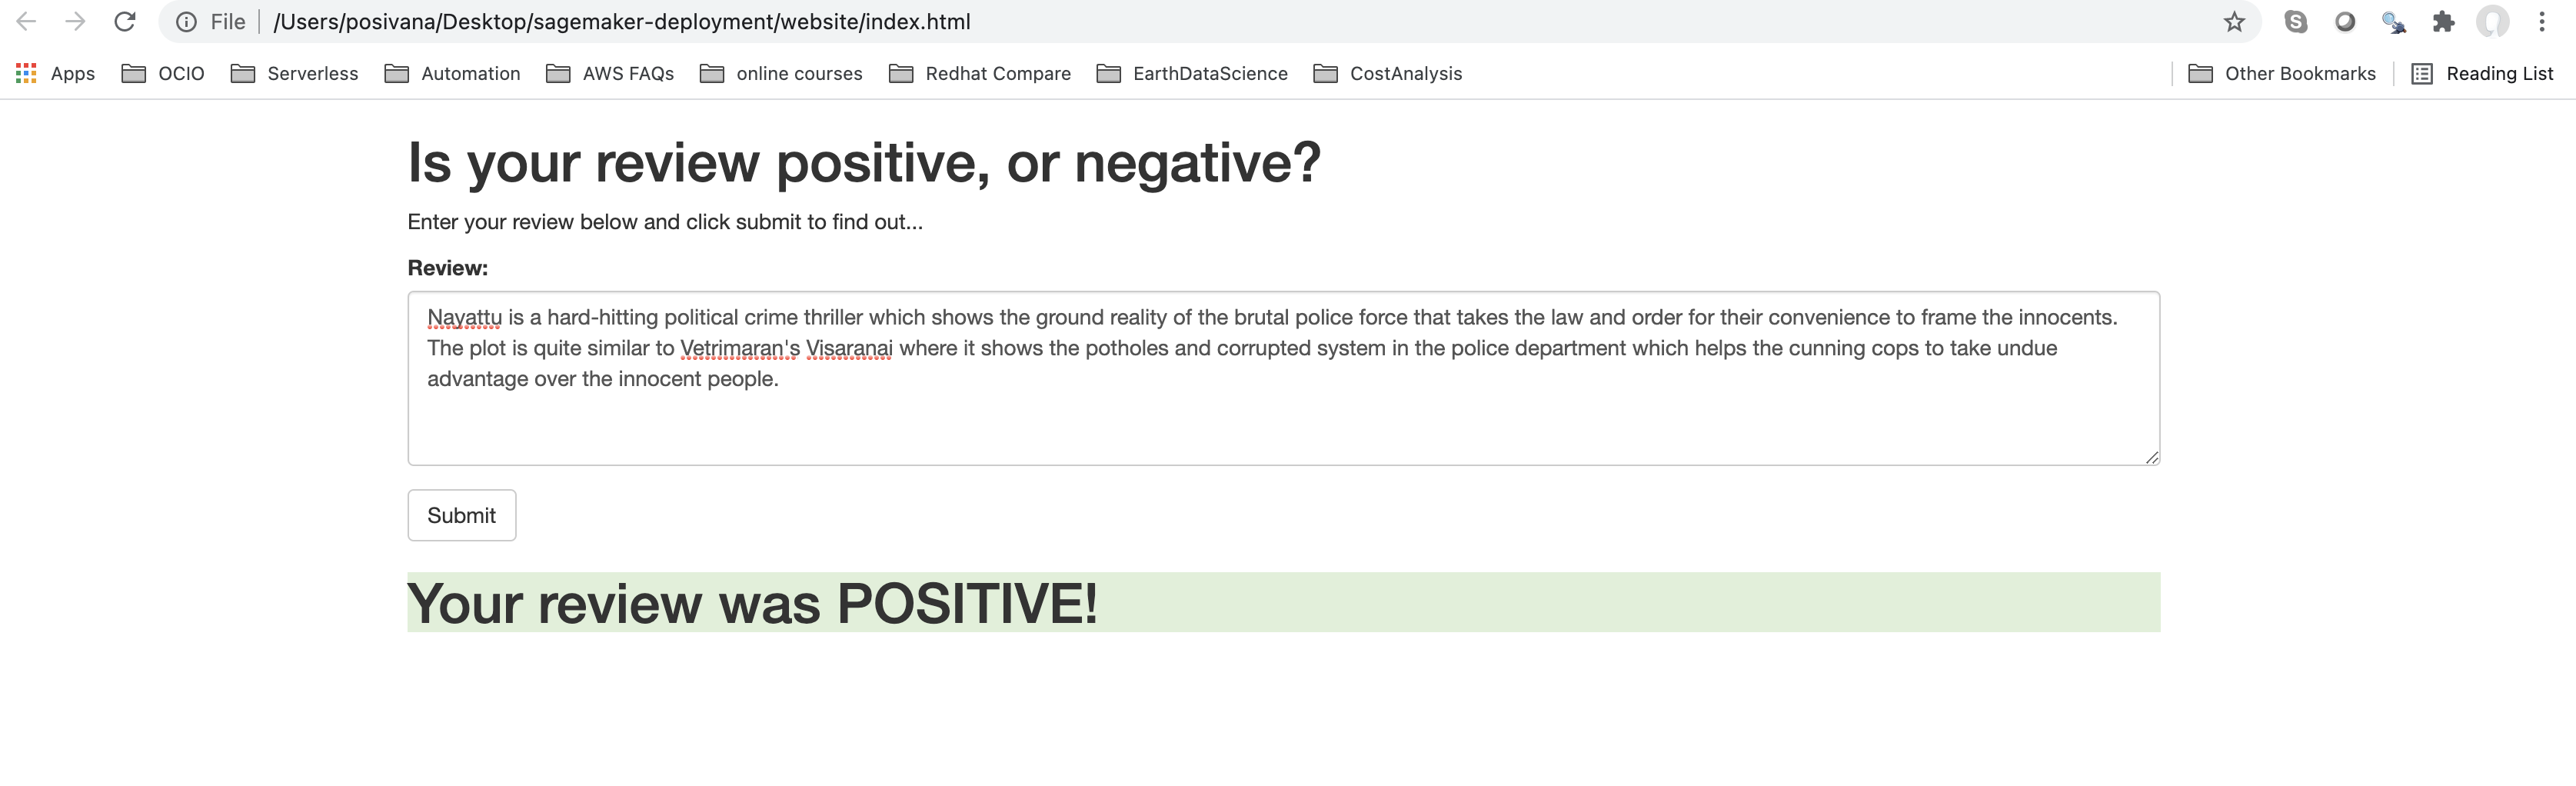 File /Users/posivana/Desktop/sagemaker-deployment/website/index.html
Apps OCIO Serverless Automation AWS FAQs online courses Redhat Compare EarthDataScience CostAnalysis Other Bookmarks Reading List
Is your review positive, or negative?
Enter your review below and click submit to find out...
Review:
Nayattu is a hard-hitting political crime thriller which shows the ground reality of the brutal police force that takes the law and order for their convenience to frame the innocents.
The plot is quite similar to Vetrimaran's Visaranai where it shows the potholes and corrupted system in the police department which helps the cunning cops to take undue
advantage over the innocent people.
Submit
Your review was POSITIVE!